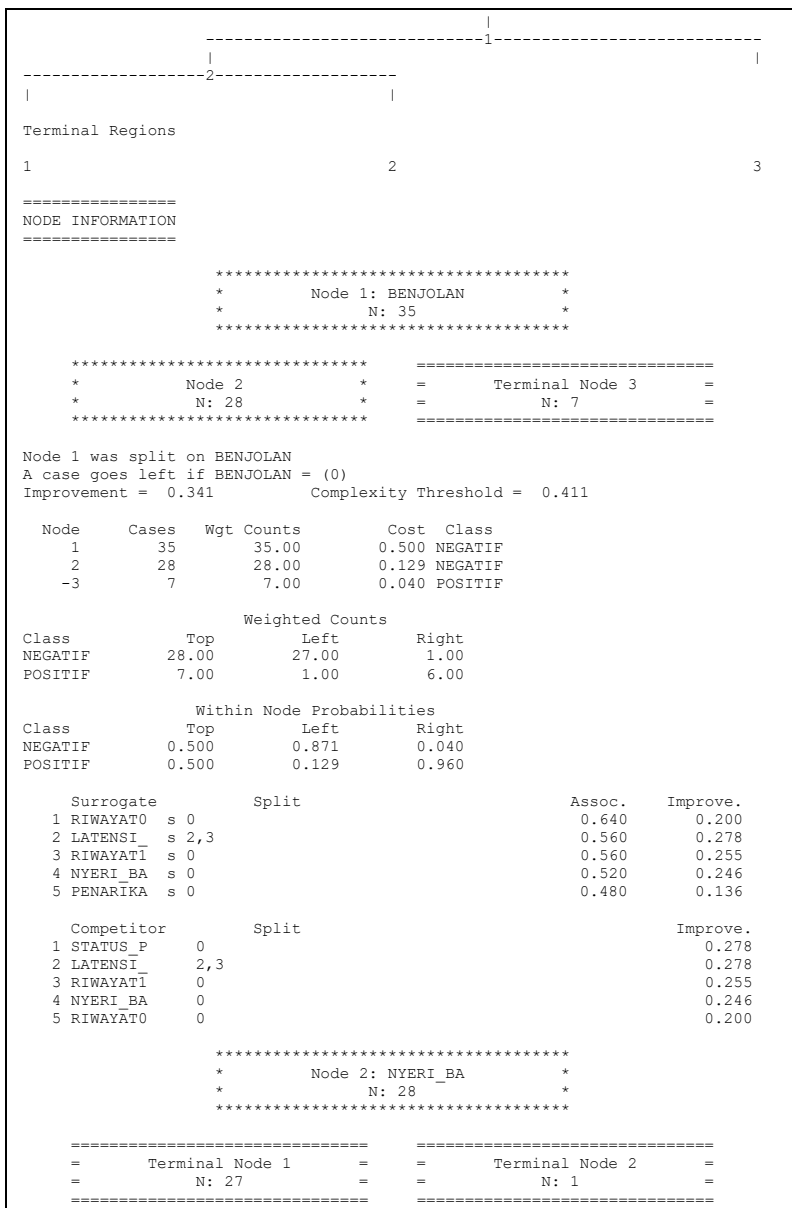 |
-----------------------------1----------------------------
| |
-------------------2-------------------
| |
Terminal Regions
1 2 3
================
NODE INFORMATION
================
*************************************
* Node 1: BENJOLAN *
* N: 35 *
*************************************
******************************* ===============================
* Node 2 * = Terminal Node 3 =
* N: 28 * = N: 7 =
******************************* ===============================
Node 1 was split on BENJOLAN
A case goes left if BENJOLAN = (0)
Improvement = 0.341 Complexity Threshold = 0.411
Node Cases Wgt Counts Cost Class
1 35 35.00 0.500 NEGATIF
2 28 28.00 0.129 NEGATIF
-3 7 7.00 0.040 POSITIF
Weighted Counts
Class Top Left Right
NEGATIF 28.00 27.00 1.00
POSITIF 7.00 1.00 6.00
Within Node Probabilities
Class Top Left Right
NEGATIF 0.500 0.871 0.040
POSITIF 0.500 0.129 0.960
Surrogate Split Assoc. Improve.
1 RIWAYAT0 s 0 0.640 0.200
2 LATENSI_ s 2,3 0.560 0.278
3 RIWAYAT1 s 0 0.560 0.255
4 NYERI_BA s 0 0.520 0.246
5 PENARIKA s 0 0.480 0.136
Competitor Split Improve.
1 STATUS_P 0 0.278
2 LATENSI_ 2,3 0.278
3 RIWAYAT1 0 0.255
4 NYERI_BA 0 0.246
5 RIWAYAT0 0 0.200
*************************************
* Node 2: NYERI_BA *
* N: 28 *
*************************************
=============================== ===============================
= Terminal Node 1 = = Terminal Node 2 =
= N: 27 = = N: 1 =
=============================== ===============================